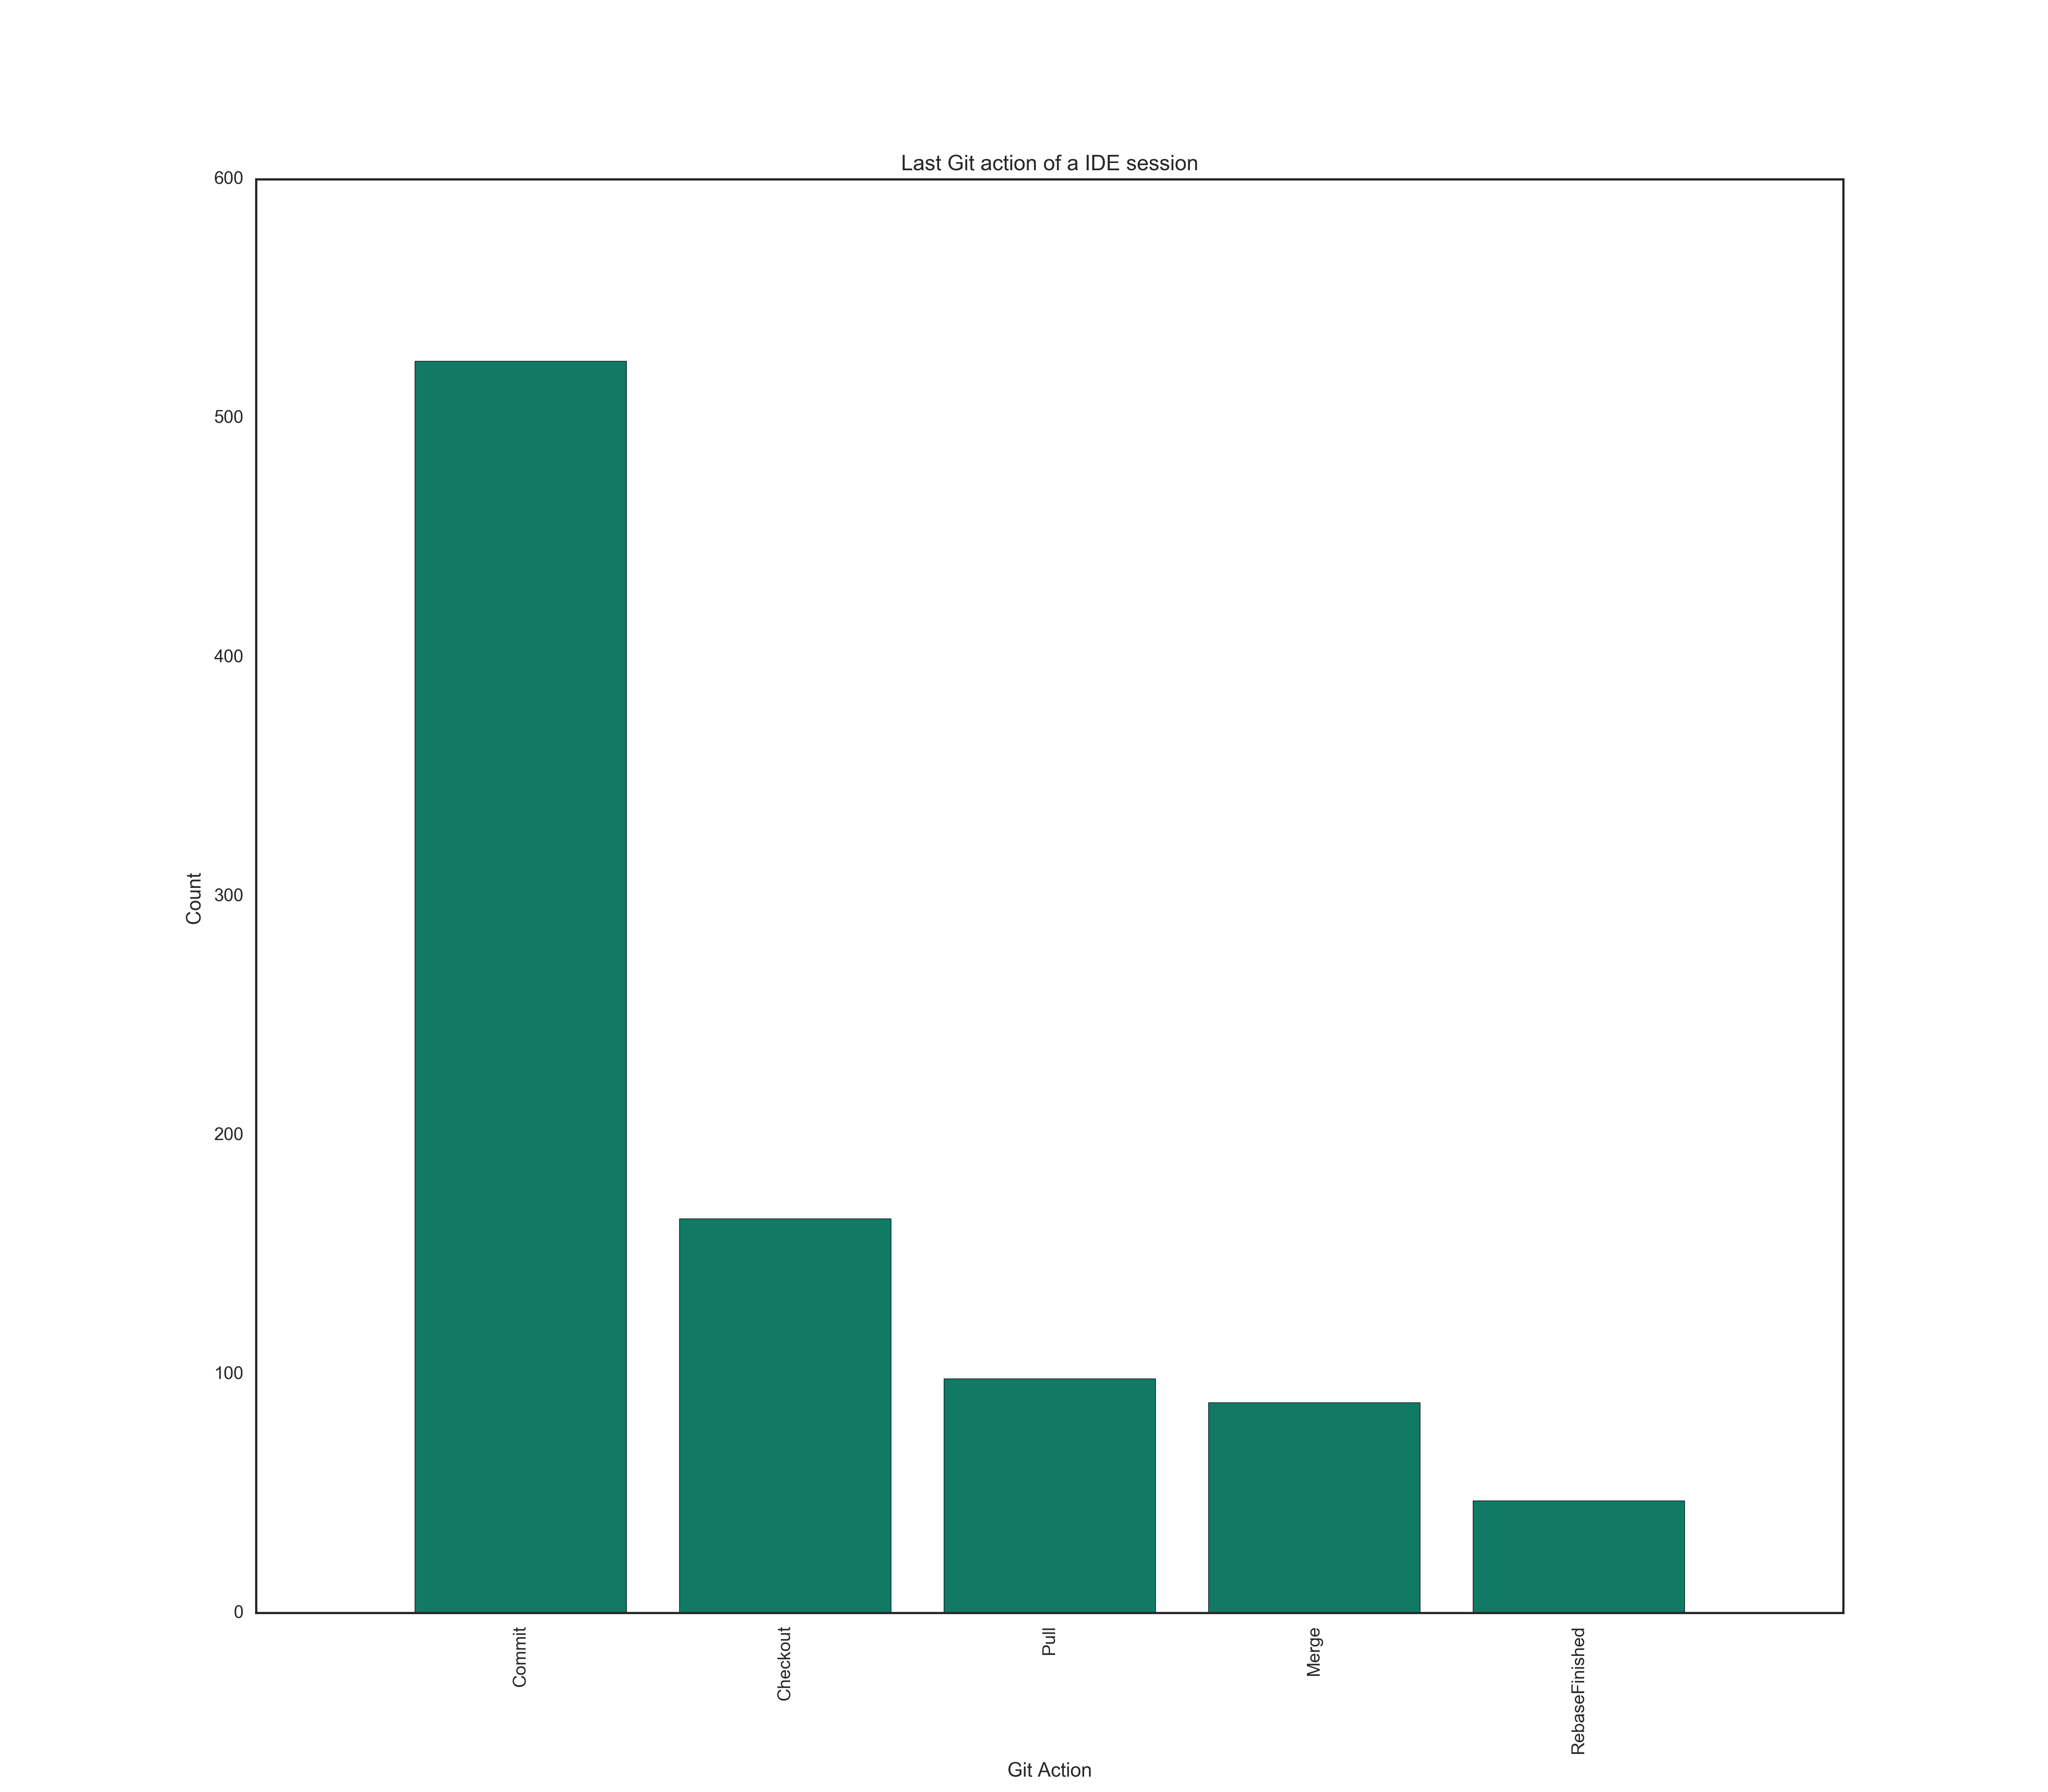 Last Git action of a IDE session
600
500
400
300
200
100
0
Count
Commit
Checkout
Pull
Merge
RebaseFinished
Git Action